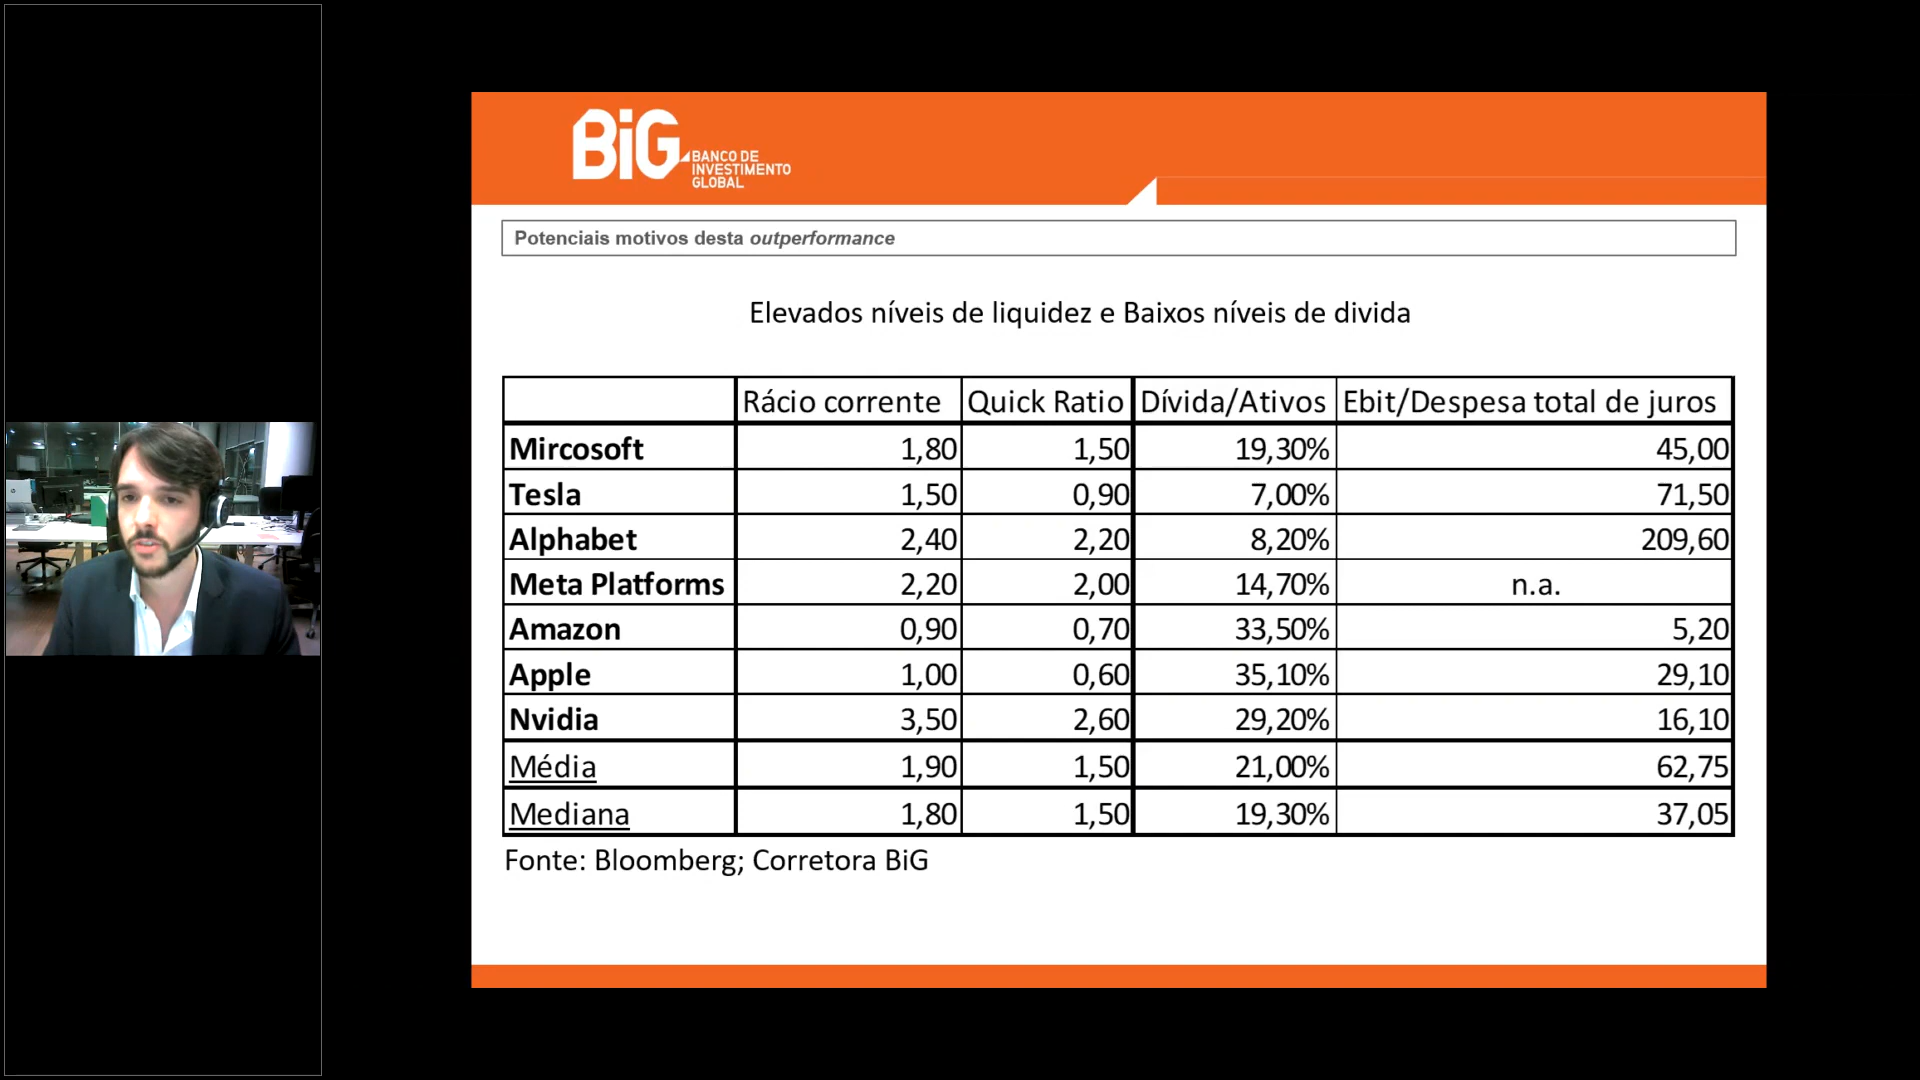 BiG BANCO DE
INVESTIMENTO
GLOBAL
Potenciais motivos desta outperformance
Elevados níveis de liquidez e Baixos níveis de divida
Rácio corrente Quick Ratio Dívida/Ativos Ebit/Despesa total de juros
Mircosoft 1,80 1,50 19,30% 45,00
Tesla 1,50 0,90 7,00% 71,50
Alphabet 2,40 2,20 8,20% 209,60
Meta Platforms 2,20 2,00 14,70% n.a.
Amazon 0,90 0,70 33,50% 5,20
Apple 1,00 0,60 35,10% 29,10
Nvidia 3,50 2,60 29,20% 16,10
Média 1,90 1,50 21,00% 62,75
Mediana 1,80 1,50 19,30% 37,05
Fonte: Bloomberg; Corretora BiG